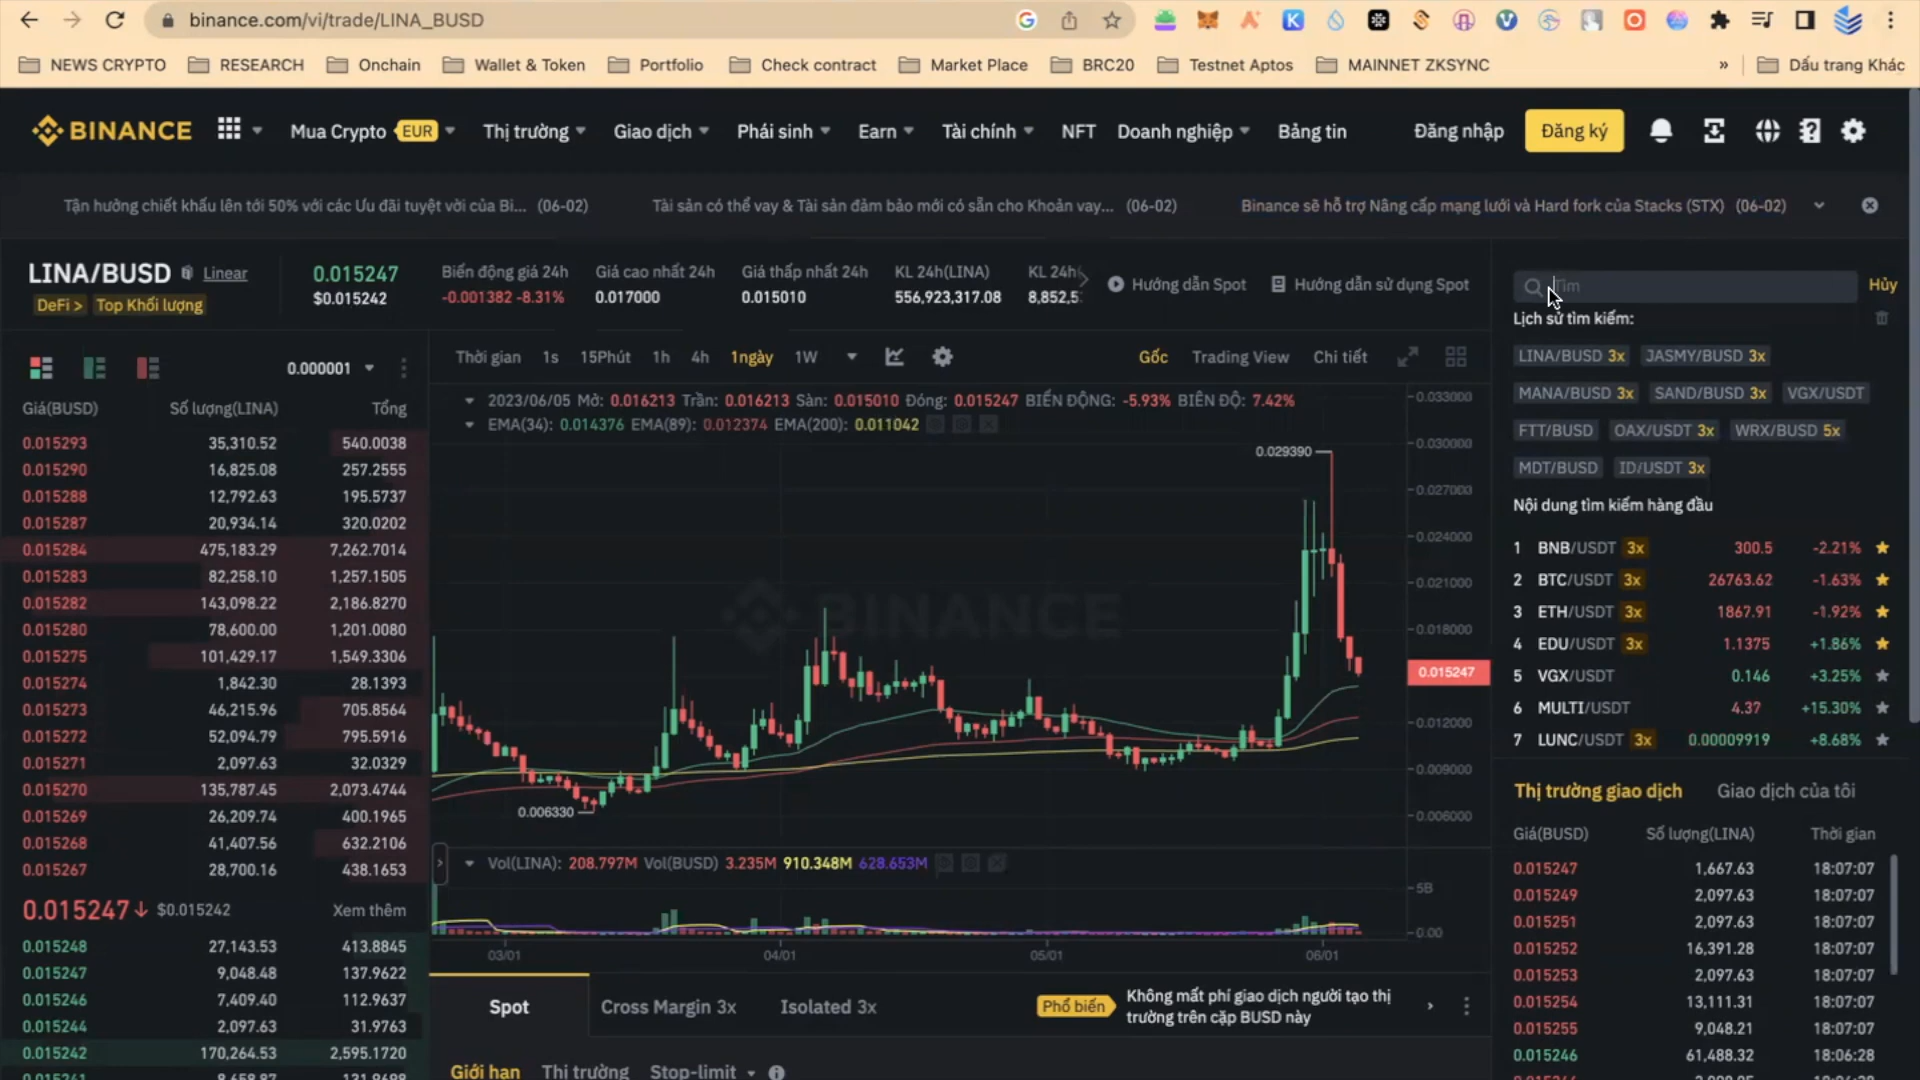 binance.com/vi/trade/LINA_BUSD
NEWS CRYPTO RESEARCH Onchain Wallet & Token Portfolio Check contract Market Place BRC20 Testnet Aptos MAINNET ZKSYNC » Dấu trang Khác
BINANCE Mua Crypto EUR Thị trường Giao dịch Phái sinh Earn Tài chính NFT Doanh nghiệp Bảng tin Đăng nhập Đăng ký
Tận hưởng chiết khấu lên tới 50% với các Ưu đãi tuyệt vời của Bi... (06-02) Tài sản có thể vay & Tài sản đảm bảo mới có sẵn cho Khoản vay... (06-02) Binance sẽ hỗ trợ Nâng cấp mạng lưới và Hard fork của Stacks (STX) (06-02)
LINA/BUSD Linear
DeFi > Top Khối lượng
0.015247
$0.015242
Biến động giá 24h
-0.001382 -8.31%
Giá cao nhất 24h
0.017000
Giá thấp nhất 24h
0.015010
KL 24h(LINA)
556,923,317.08
KL 24h
8,852,5
Hướng dẫn Spot Hướng dẫn sử dụng Spot
0.000001
Giá(BUSD) Số lượng(LINA) Tổng
0.015293 35,310.52 540.0038
0.015290 16,825.08 257.2555
0.015288 12,792.63 195.5737
0.015287 20,934.14 320.0202
0.015284 475,183.29 7,262.7014
0.015283 82,258.10 1,257.1505
0.015282 143,098.22 2,186.8270
0.015280 78,600.00 1,201.0080
0.015275 101,429.17 1,549.3306
0.015274 1,842.30 28.1393
0.015273 46,215.96 705.8564
0.015272 52,094.79 795.5916
0.015271 2,097.63 32.0329
0.015270 135,787.45 2,073.4744
0.015269 26,209.74 400.1965
0.015268 41,407.56 632.2106
0.015267 28,700.16 438.1653
0.015247↓ $0.015242 Xem thêm
0.015248 27,143.53 413.8845
0.015247 9,048.48 137.9622
0.015246 7,409.40 112.9637
0.015244 2,097.63 31.9763
0.015242 170,264.53 2,595.1720
Thời gian 1s 15Phút 1h 4h 1ngày 1W Gốc Trading View Chi tiết
2023/06/05 Mở: 0.016213 Trần: 0.016213 Sàn: 0.015010 Đóng: 0.015247 BIẾN ĐỘNG: -5.93% BIÊN ĐỘ: 7.42%
EMA(34): 0.014376 EMA(89): 0.012374 EMA(200): 0.011042
0.033000
0.030000
0.027000
0.024000
0.021000
0.018000
0.015247
0.012000
0.009000
0.006000
0.029390
BINANCE
0.006330
Vol(LINA): 208.797M Vol(BUSD) 3.235M 910.348M 628.653M
5B
0.00
03/01 04/01 05/01 06/01
Spot Cross Margin 3x Isolated 3x
Phổ biến Không mất phí giao dịch người tạo thị
trường trên cặp BUSD này
Giới hạn Thị trường Stop-limit
Tìm Hủy
Lịch sử tìm kiếm:
LINA/BUSD 3x JASMY/BUSD 3x
MANA/BUSD 3x SAND/BUSD 3x VGX/USDT
FTT/BUSD OAX/USDT 3x WRX/BUSD 5x
MDT/BUSD ID/USDT 3x
Nội dung tìm kiếm hàng đầu
1 BNB/USDT 3x 300.5 -2.21%
2 BTC/USDT 3x 26763.62 -1.63%
3 ETH/USDT 3x 1867.91 -1.92%
4 EDU/USDT 3x 1.1375 +1.86%
5 VGX/USDT 0.146 +3.25%
6 MULTI/USDT 4.37 +15.30%
7 LUNC/USDT 3x 0.00009919 +8.68%
Thị trường giao dịch Giao dịch của tôi
Giá(BUSD) Số lượng(LINA) Thời gian
0.015247 1,667.63 18:07:07
0.015249 2,097.63 18:07:07
0.015251 2,097.63 18:07:07
0.015252 16,391.28 18:07:07
0.015253 2,097.63 18:07:07
0.015254 13,111.31 18:07:07
0.015255 9,048.21 18:07:07
0.015246 61,488.32 18:06:28